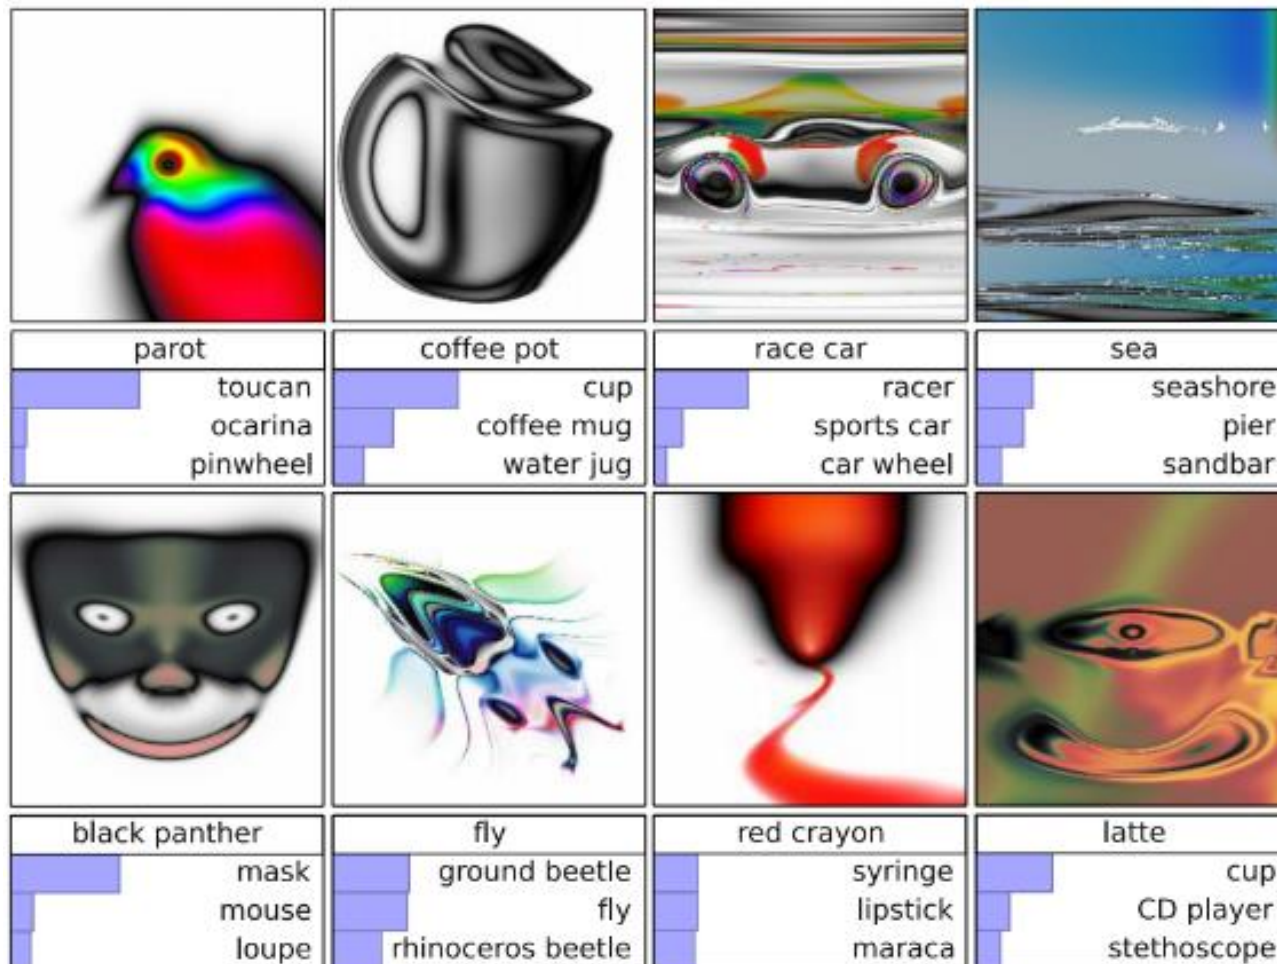 parot
toucan
ocarina
pinwheel
coffee pot
cup
coffee mug
water jug
race car
racer
sports car
car wheel
sea
seashore
pier
sandbar
black panther
mask
mouse
loupe
fly
ground beetle
fly
rhinoceros beetle
red crayon
syringe
lipstick
maraca
latte
cup
CD player
stethoscope